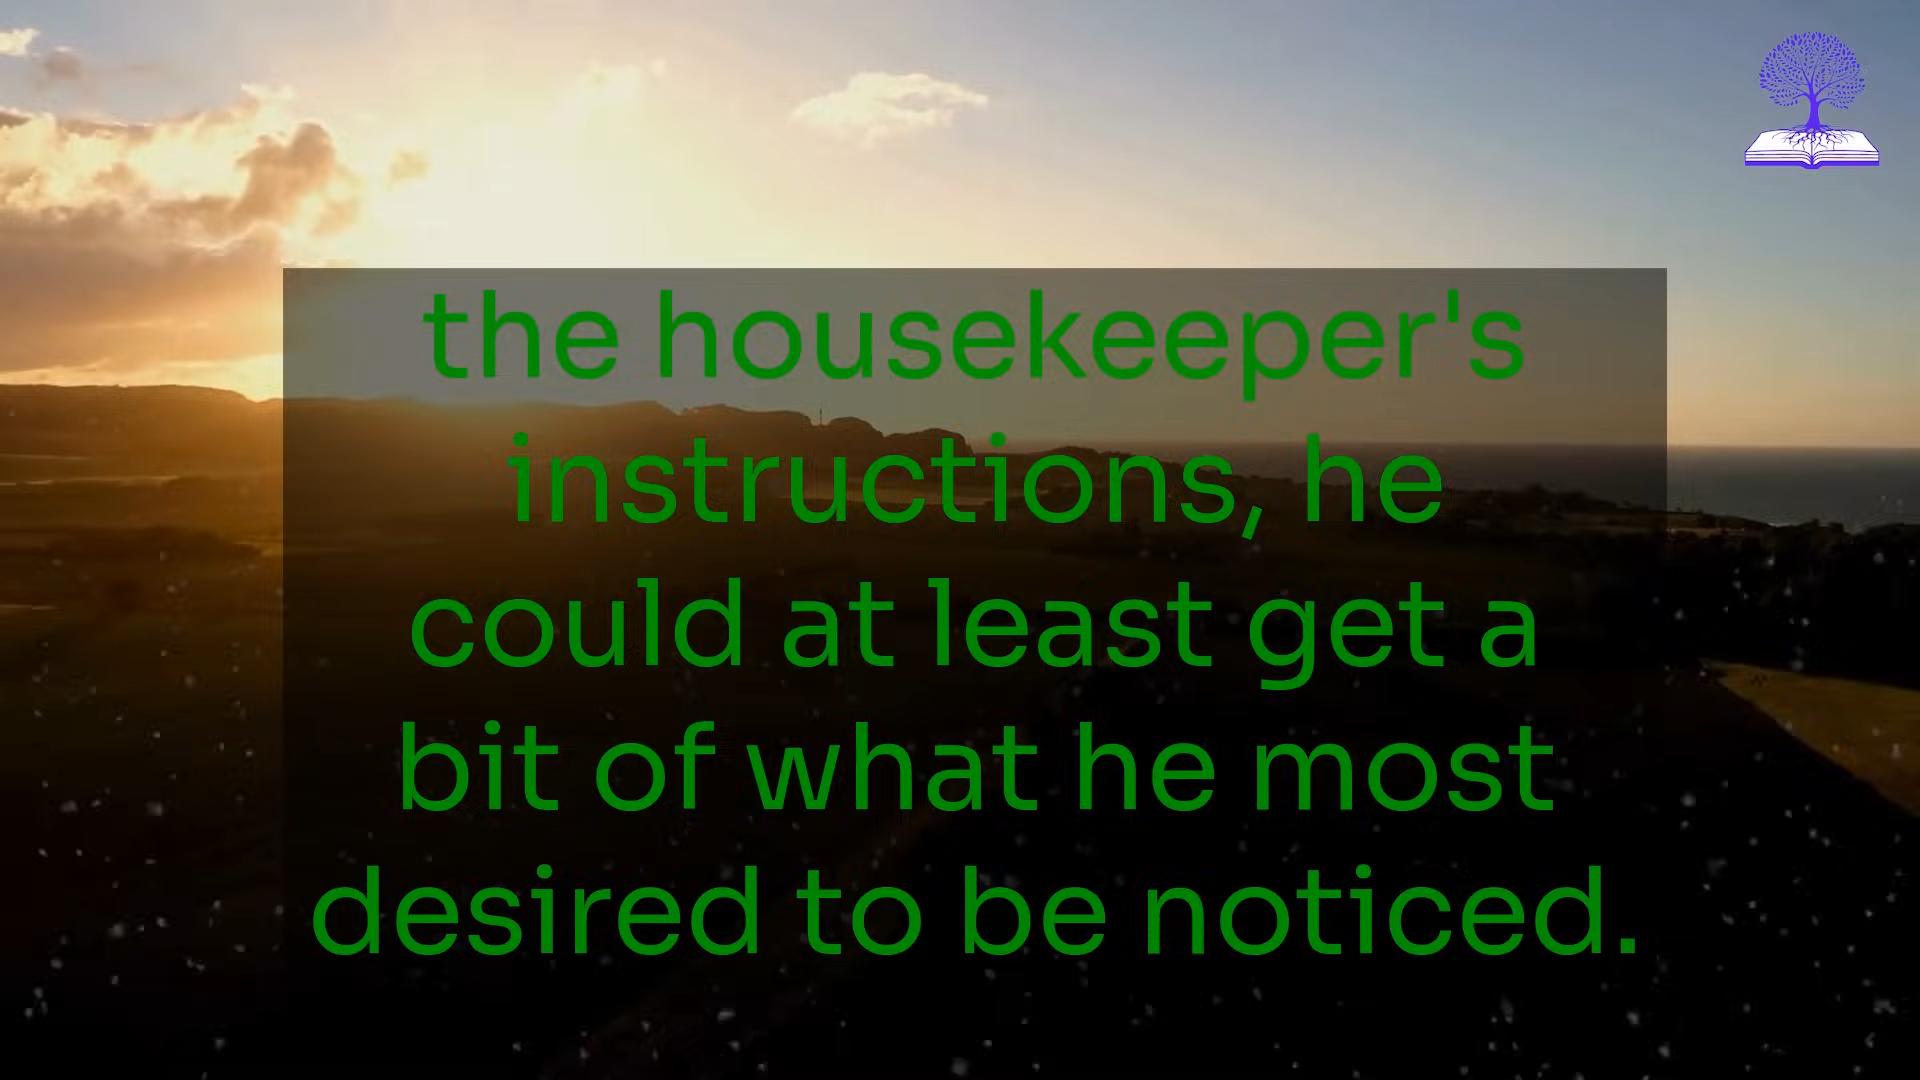 the housekeeper's
instructions, he
could at least get a
bit of what he most
desired to be noticed.